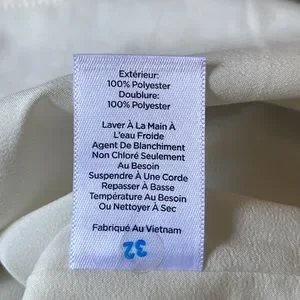 Extérieur:
100% Polyester
Doublure:
100% Polyester
Laver À La Main À
L'eau Froide
Agent De Blanchiment
Non Chloré Seulement
Au Besoin
Suspendre À Une Corde
Repasser À Basse
Température Au Besoin
Ou Nettoyer À Sec
Fabriqué Au Vietnam
32